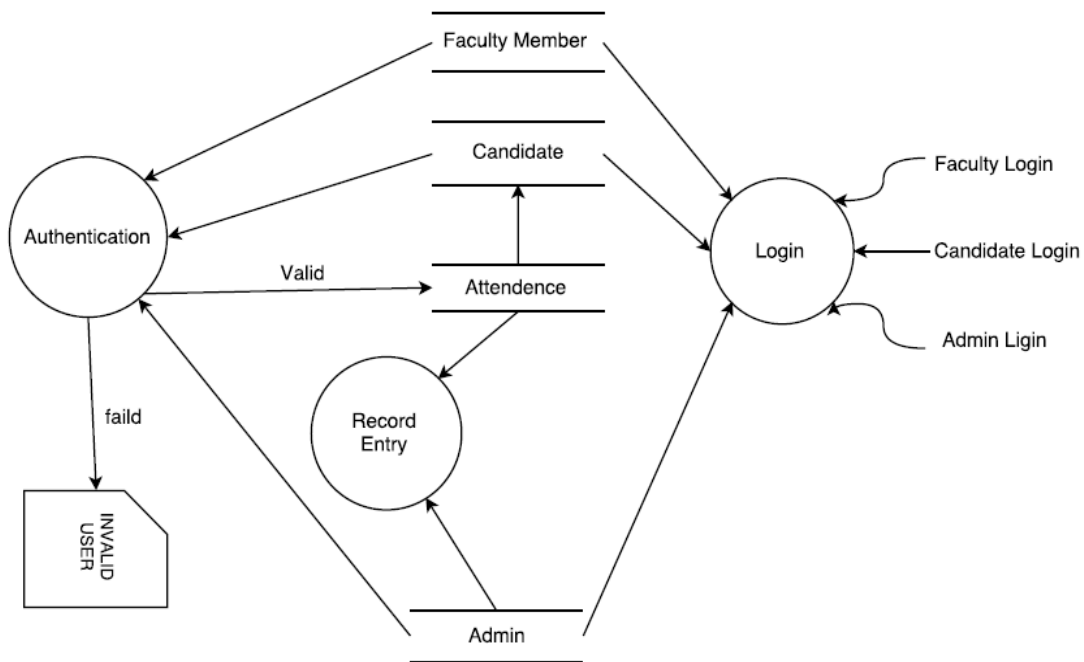 Faculty Member
Candidate
Faculty Login
Authentication
Login
Candidate Login
Valid
Attendence
Admin Ligin
faild
Record
Entry
INVALID
USER
Admin